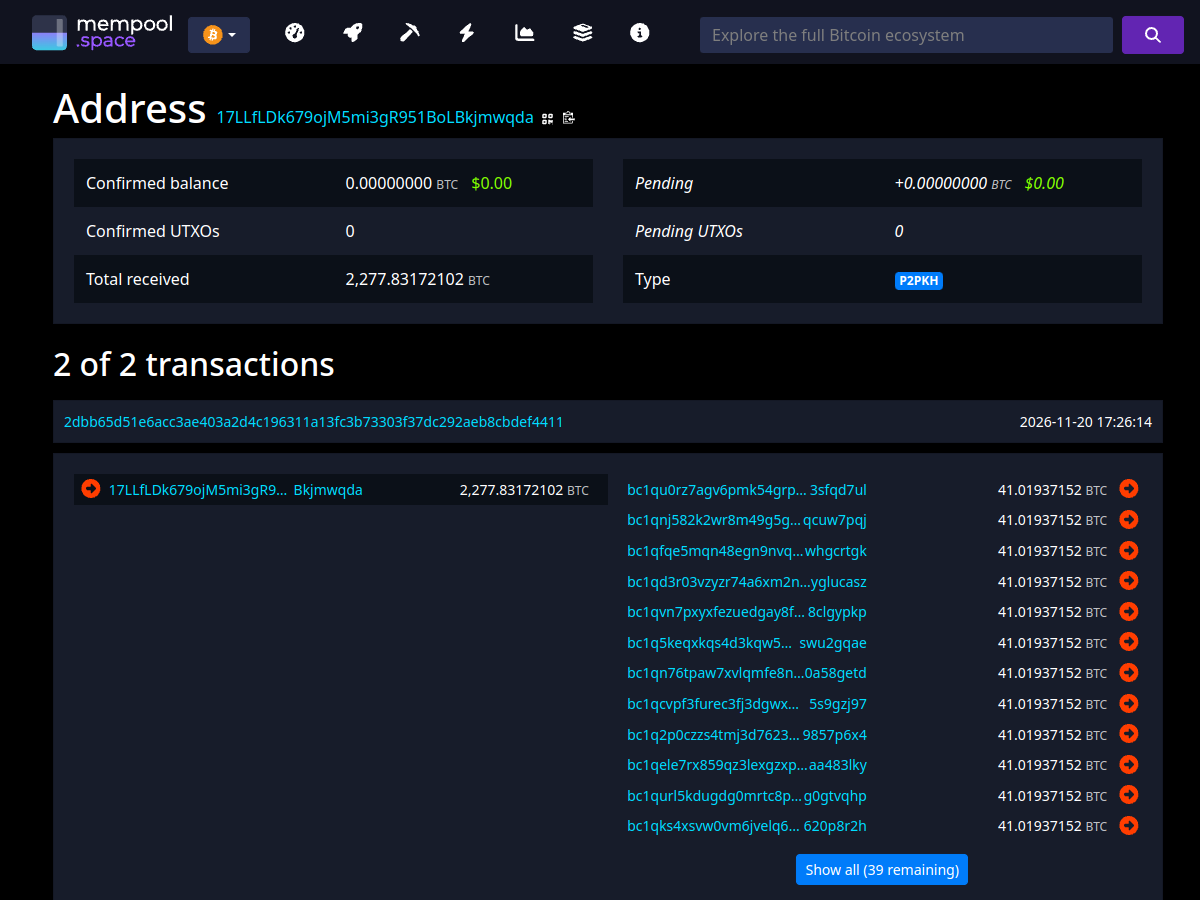 mempool
.space
Explore the full Bitcoin ecosystem
Address 17LLfLDk679ojM5mi3gR951BoLBkjmwqda
Confirmed balance 0.00000000 BTC $0.00
Confirmed UTXOs 0
Total received 2,277.83172102 BTC
Pending +0.00000000 BTC $0.00
Pending UTXOs 0
Type P2PKH
2 of 2 transactions
2dbb65d51e6acc3ae403a2d4c196311a13fc3b73303f37dc292aeb8cbdef4411 2026-11-20 17:26:14
17LLfLDk679ojM5mi3gR9... Bkjmwqda 2,277.83172102 BTC
bc1qu0rz7agv6pmk54grp... 3sfqd7ul 41.01937152 BTC
bc1qnj582k2wr8m49g5g... qcuw7pqj 41.01937152 BTC
bc1qfqe5mqn48egn9nvq... whgcrtgk 41.01937152 BTC
bc1qd3r03vzyzr74a6xm2n... yglucasz 41.01937152 BTC
bc1qvn7pxyxfezuedgay8f... 8clgypkp 41.01937152 BTC
bc1q5keqxkqs4d3kqw5... swu2gqae 41.01937152 BTC
bc1qn76tpaw7xvlqmfe8n... 0a58getd 41.01937152 BTC
bc1qcvpf3furec3fj3dgwx... 5s9gzj97 41.01937152 BTC
bc1q2p0czzs4tmj3d7623... 9857p6x4 41.01937152 BTC
bc1qele7rx859qz3lexgzxp... aa483lky 41.01937152 BTC
bc1qurl5kdugdg0mrtc8p... g0gtvqhp 41.01937152 BTC
bc1qks4xsvw0vm6jvelq6... 620p8r2h 41.01937152 BTC
Show all (39 remaining)